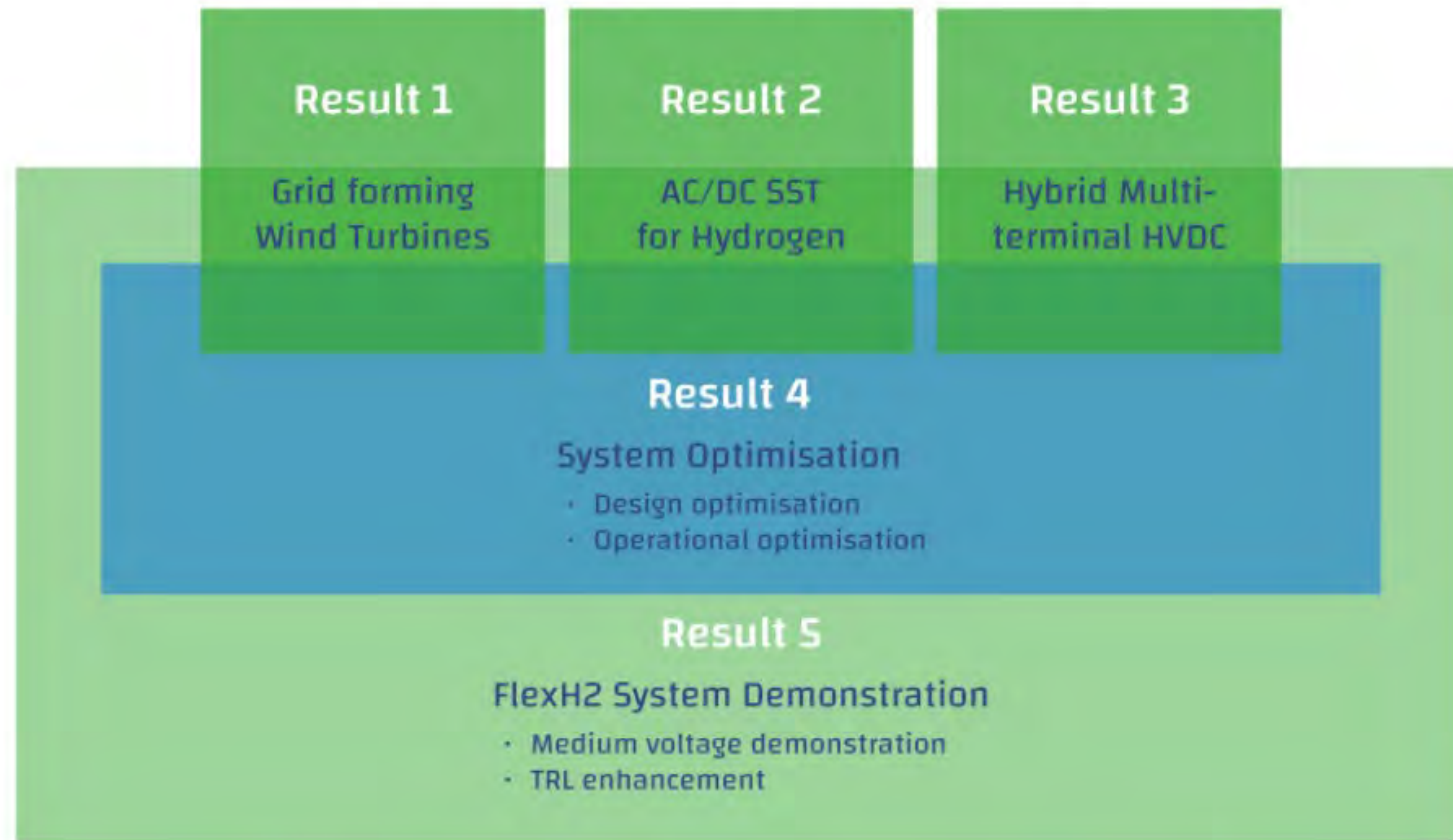 Result 1
Grid forming
Wind Turbines
Result 2
AC/DC SST
for Hydrogen
Result 3
Hybrid Multi-
terminal HVDC
Result 4
System Optimisation
· Design optimisation
· Operational optimisation
Result 5
FlexH2 System Demonstration
· Medium voltage demonstration
· TRL enhancement